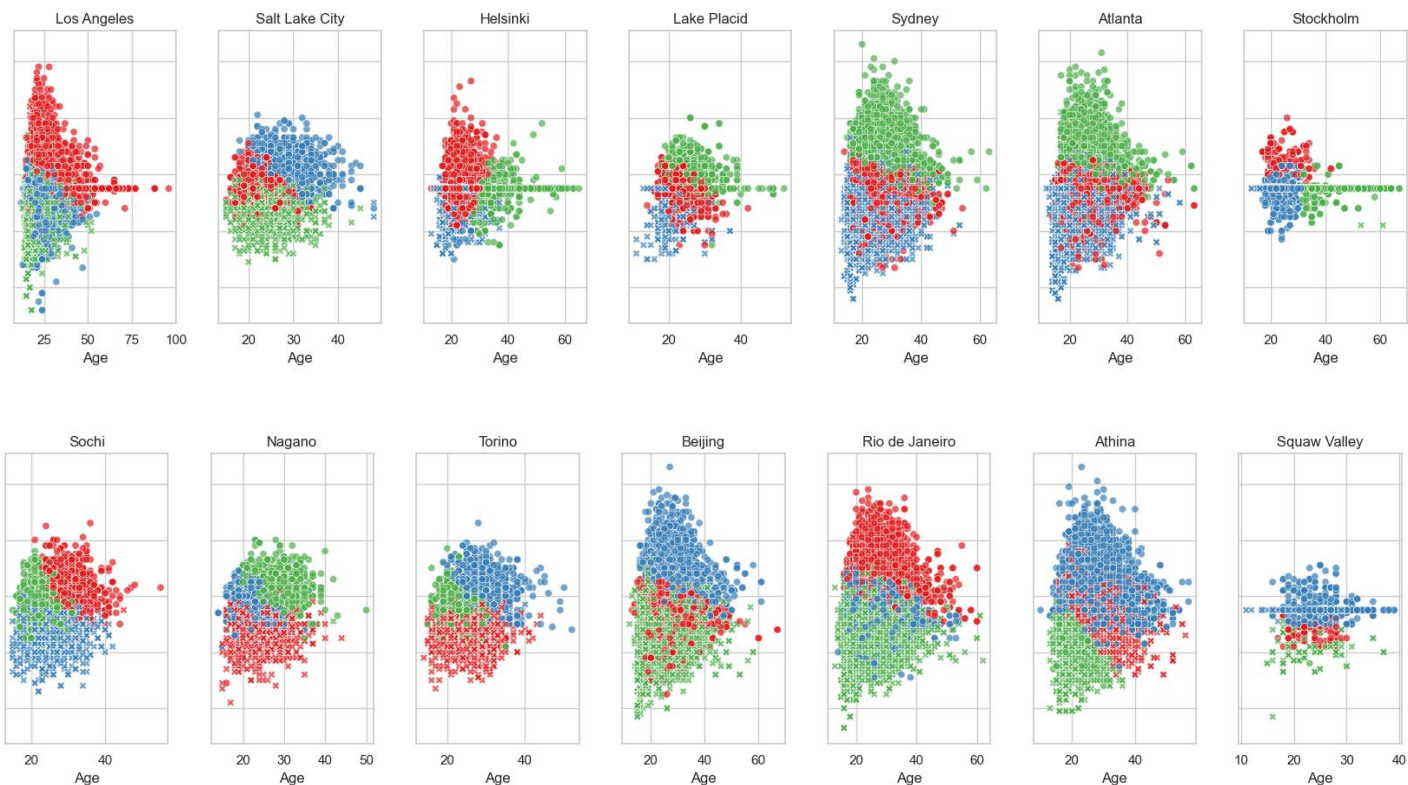 Los Angeles Salt Lake City Helsinki Lake Placid Sydney Atlanta Stockholm
25 50 75 100 20 30 40 20 40 60 20 40 20 40 60 20 40 60 20 40 60
Age Age Age Age Age Age Age
Sochi Nagano Torino Beijing Rio de Janeiro Athina Squaw Valley
20 40 20 30 40 50 20 40 20 40 60 20 40 60 20 40 10 20 30 40
Age Age Age Age Age Age Age